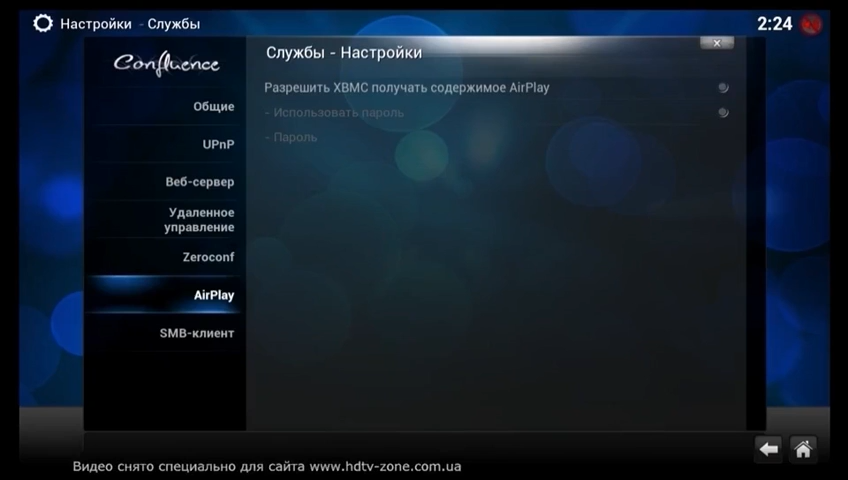 Настройки - Службы
2:24
Confluence
Службы - Настройки
Общие
UPnP
Веб-сервер
Удаленное
управление
Zeroconf
AirPlay
SMB-клиент
Разрешить XBMC получать содержимое AirPlay
- Использовать пароль
- Пароль
Видео снято специально для сайта www.hdtv-zone.com.ua